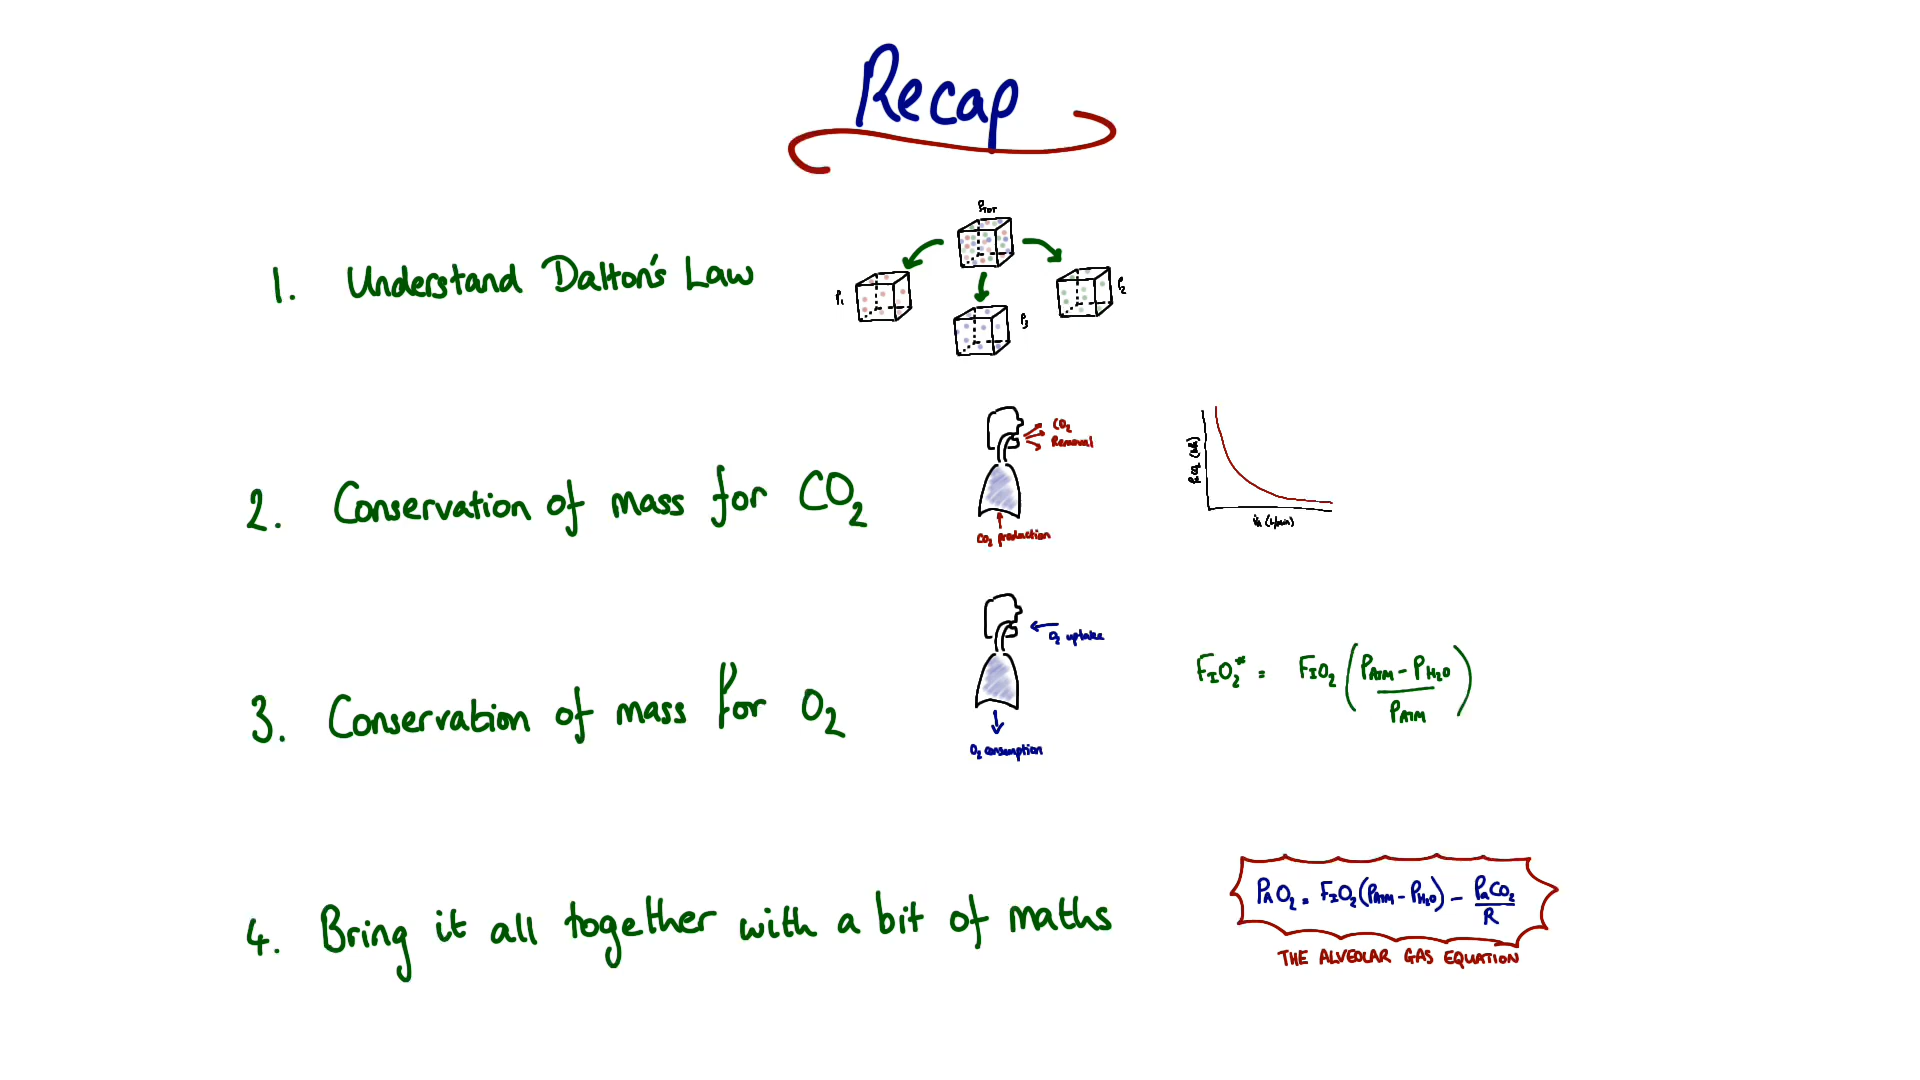 Recap
1. Understand Dalton's Law
PTOT
P1
P3
P2
2. Conservation of mass for CO2
CO2
Removal
CO2 production
V̇A (L/min)
3. Conservation of mass for O2
O2 uptake
O2 consumption
FIO2* = FIO2 (PATM - PH2O / PATM)
4. Bring it all together with a bit of maths
PAO2 = FIO2 (PATM - PH2O) - PACO2 / R
THE ALVEOLAR GAS EQUATION